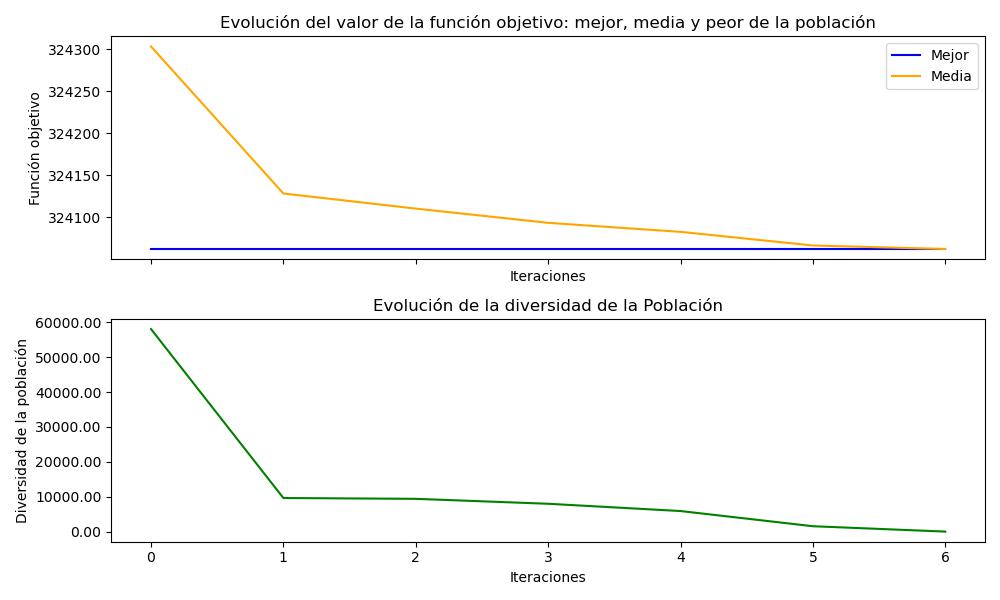 Evolución del valor de la función objetivo: mejor, media y peor de la población
324300
324250
324200
324150
324100
Función objetivo
Mejor
Media
Iteraciones
Evolución de la diversidad de la Población
60000.00
50000.00
40000.00
30000.00
20000.00
10000.00
0.00
Diversidad de la población
0 1 2 3 4 5 6
Iteraciones